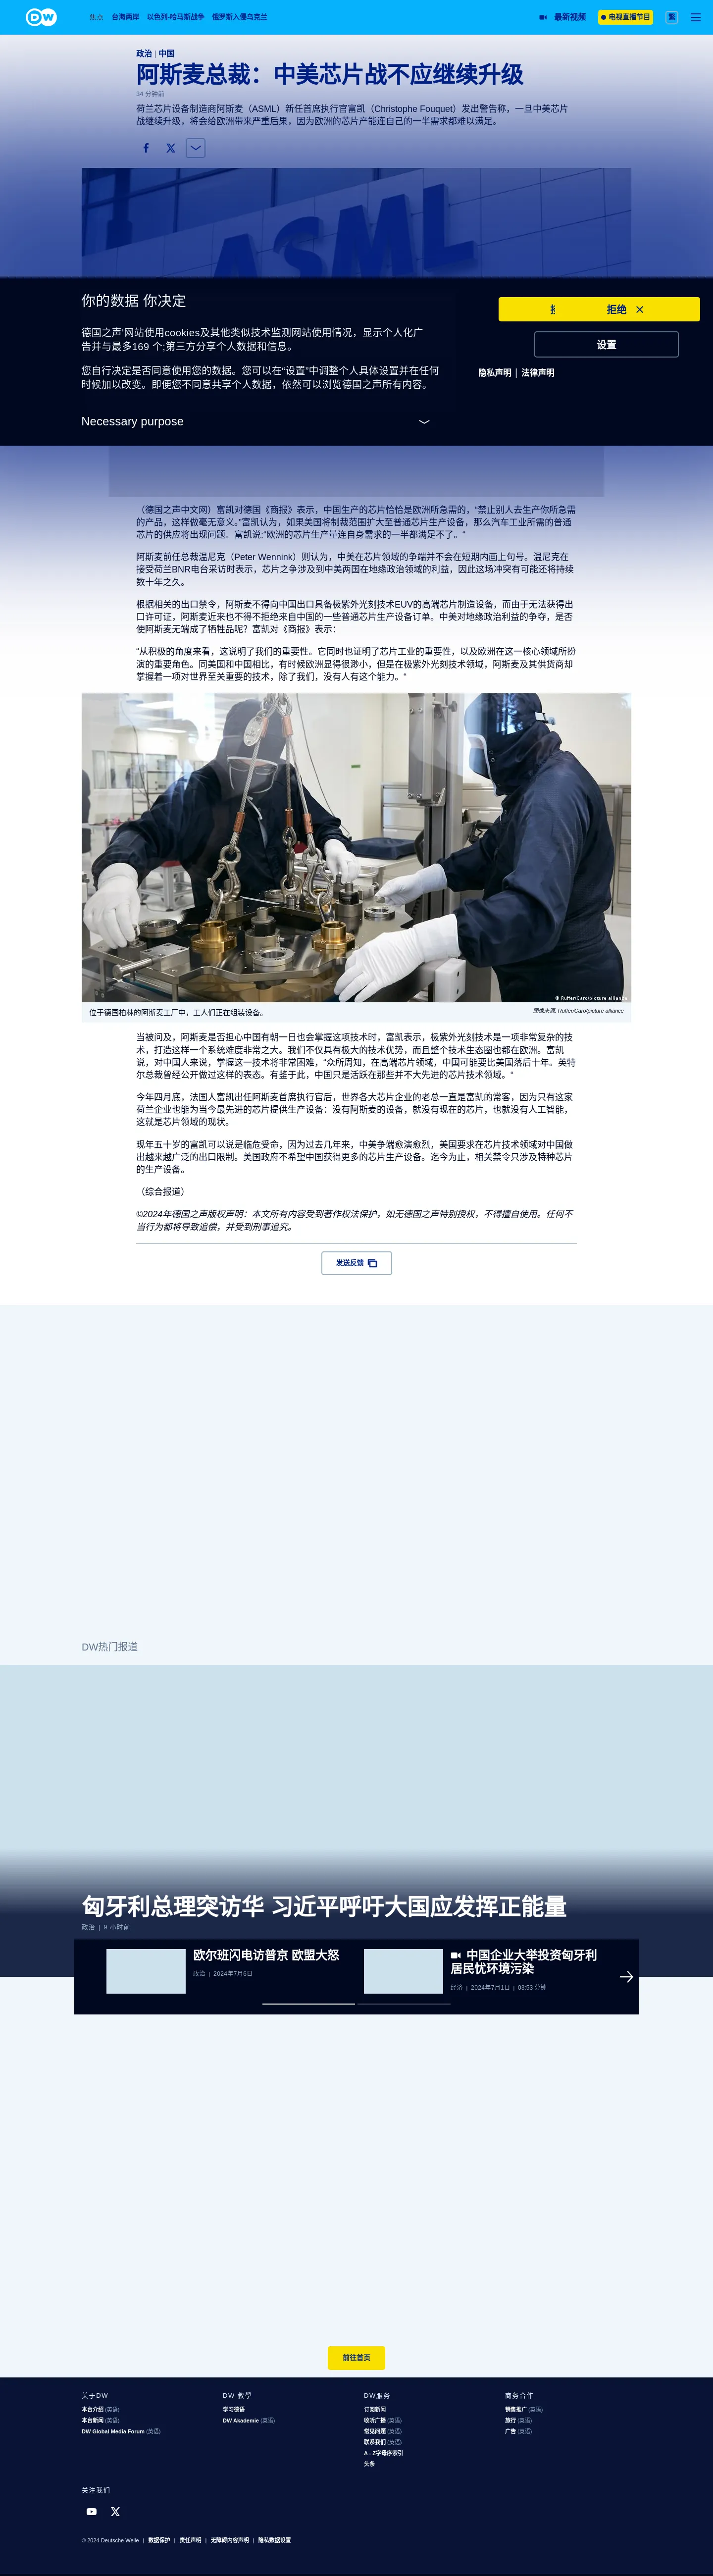 DW
焦点
台海两岸
以色列-哈马斯战争
俄罗斯入侵乌克兰
最新视频
电视直播节目
繁
政治 | 中国
阿斯麦总裁：中美芯片战不应继续升级
34 分钟前
荷兰芯片设备制造商阿斯麦（ASML）新任首席执行官富凯（Christophe Fouquet）发出警告称，一旦中美芯片
战继续升级，将会给欧洲带来严重后果，因为欧洲的芯片产能连自己的一半需求都难以满足。
ASML
你的数据 你决定
德国之声'网站使用cookies及其他类似技术监测网站使用情况，显示个人化广
告并与最多169 个;第三方分享个人数据和信息。
您自行决定是否同意使用您的数据。您可以在“设置”中调整个人具体设置并在任何
时候加以改变。即便您不同意共享个人数据，依然可以浏览德国之声所有内容。
Necessary purpose
拒绝
设置
隐私声明 | 法律声明
（德国之声中文网）富凯对德国《商报》表示，中国生产的芯片恰恰是欧洲所急需的，“禁止别人去生产你所急需
的产品，这样做毫无意义。”富凯认为，如果美国将制裁范围扩大至普通芯片生产设备，那么汽车工业所需的普通
芯片的供应将出现问题。富凯说:“欧洲的芯片生产量连自身需求的一半都满足不了。”
阿斯麦前任总裁温尼克（Peter Wennink）则认为，中美在芯片领域的争端并不会在短期内画上句号。温尼克在
接受荷兰BNR电台采访时表示，芯片之争涉及到中美两国在地缘政治领域的利益，因此这场冲突有可能还将持续
数十年之久。
根据相关的出口禁令，阿斯麦不得向中国出口具备极紫外光刻技术EUV的高端芯片制造设备，而由于无法获得出
口许可证，阿斯麦近来也不得不拒绝来自中国的一些普通芯片生产设备订单。中美对地缘政治利益的争夺，是否
使阿斯麦无端成了牺牲品呢？富凯对《商报》表示：
“从积极的角度来看，这说明了我们的重要性。它同时也证明了芯片工业的重要性，以及欧洲在这一核心领域所扮
演的重要角色。同美国和中国相比，有时候欧洲显得很渺小，但是在极紫外光刻技术领域，阿斯麦及其供货商却
掌握着一项对世界至关重要的技术，除了我们，没有人有这个能力。”
© Ruffer/Caro/picture alliance
位于德国柏林的阿斯麦工厂中，工人们正在组装设备。
图像来源: Ruffer/Caro/picture alliance
当被问及，阿斯麦是否担心中国有朝一日也会掌握这项技术时，富凯表示，极紫外光刻技术是一项非常复杂的技
术，打造这样一个系统难度非常之大。我们不仅具有极大的技术优势，而且整个技术生态圈也都在欧洲。富凯
说，对中国人来说，掌握这一技术将非常困难，“众所周知，在高端芯片领域，中国可能要比美国落后十年。英特
尔总裁曾经公开做过这样的表态。有鉴于此，中国只是活跃在那些并不大先进的芯片技术领域。”
今年四月底，法国人富凯出任阿斯麦首席执行官后，世界各大芯片企业的老总一直是富凯的常客，因为只有这家
荷兰企业也能为当今最先进的芯片提供生产设备：没有阿斯麦的设备，就没有现在的芯片，也就没有人工智能，
这就是芯片领域的现状。
现年五十岁的富凯可以说是临危受命，因为过去几年来，中美争端愈演愈烈，美国要求在芯片技术领域对中国做
出越来越广泛的出口限制。美国政府不希望中国获得更多的芯片生产设备。迄今为止，相关禁令只涉及特种芯片
的生产设备。
（综合报道）
©2024年德国之声版权声明：本文所有内容受到著作权法保护，如无德国之声特别授权，不得擅自使用。任何不
当行为都将导致追偿，并受到刑事追究。
发送反馈
DW热门报道
匈牙利总理突访华 习近平呼吁大国应发挥正能量
政治 | 9 小时前
欧尔班闪电访普京 欧盟大怒
政治 | 2024年7月6日
中国企业大举投资匈牙利
居民忧环境污染
经济 | 2024年7月1日 | 03:53 分钟
前往首页
关于DW
本台介绍 (英语)
本台新闻 (英语)
DW Global Media Forum (英语)
DW 教學
学习德语
DW Akademie (英语)
DW服务
订阅新闻
收听广播 (英语)
常见问题 (英语)
联系我们 (英语)
A - Z字母序索引
头条
商务合作
销售推广 (英语)
旅行 (英语)
广告 (英语)
关注我们
© 2024 Deutsche Welle | 数据保护 | 责任声明 | 无障碍内容声明 | 隐私数据设置